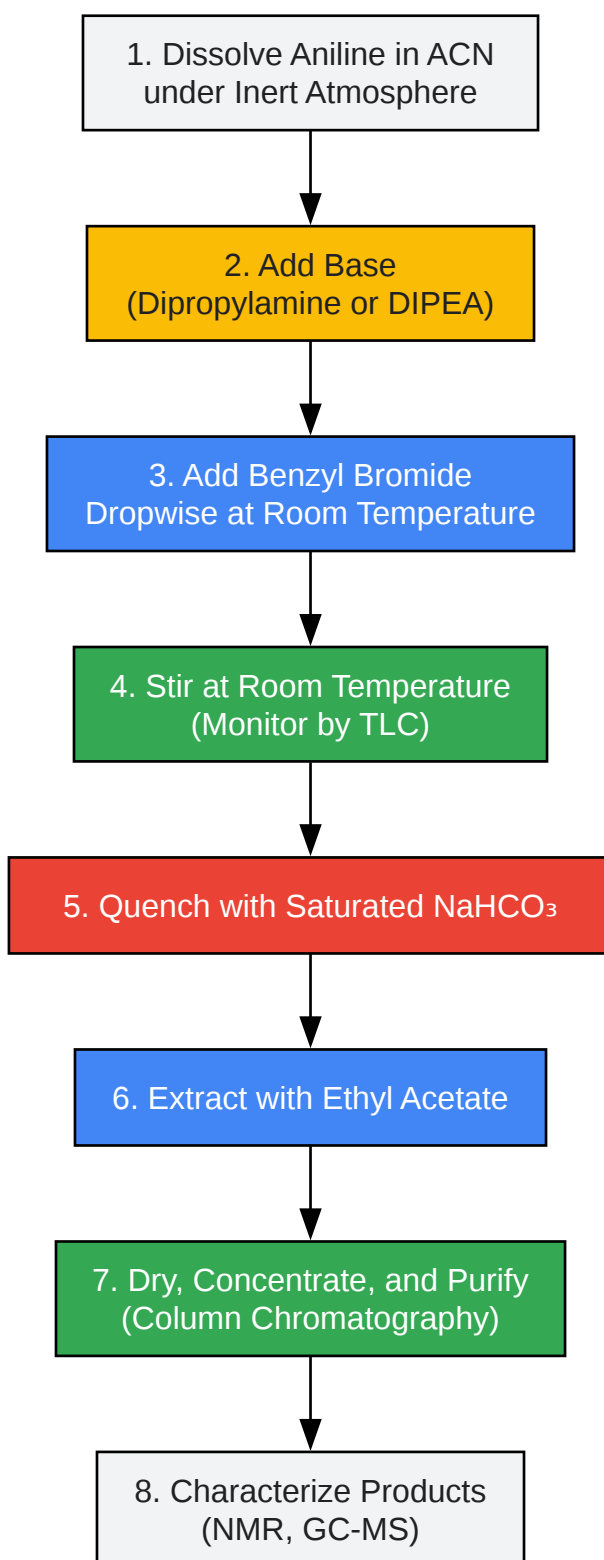 1. Dissolve Aniline in ACN
under Inert Atmosphere
2. Add Base
(Dipropylamine or DIPEA)
3. Add Benzyl Bromide
Dropwise at Room Temperature
4. Stir at Room Temperature
(Monitor by TLC)
5. Quench with Saturated NaHCO₃
6. Extract with Ethyl Acetate
7. Dry, Concentrate, and Purify
(Column Chromatography)
8. Characterize Products
(NMR, GC-MS)